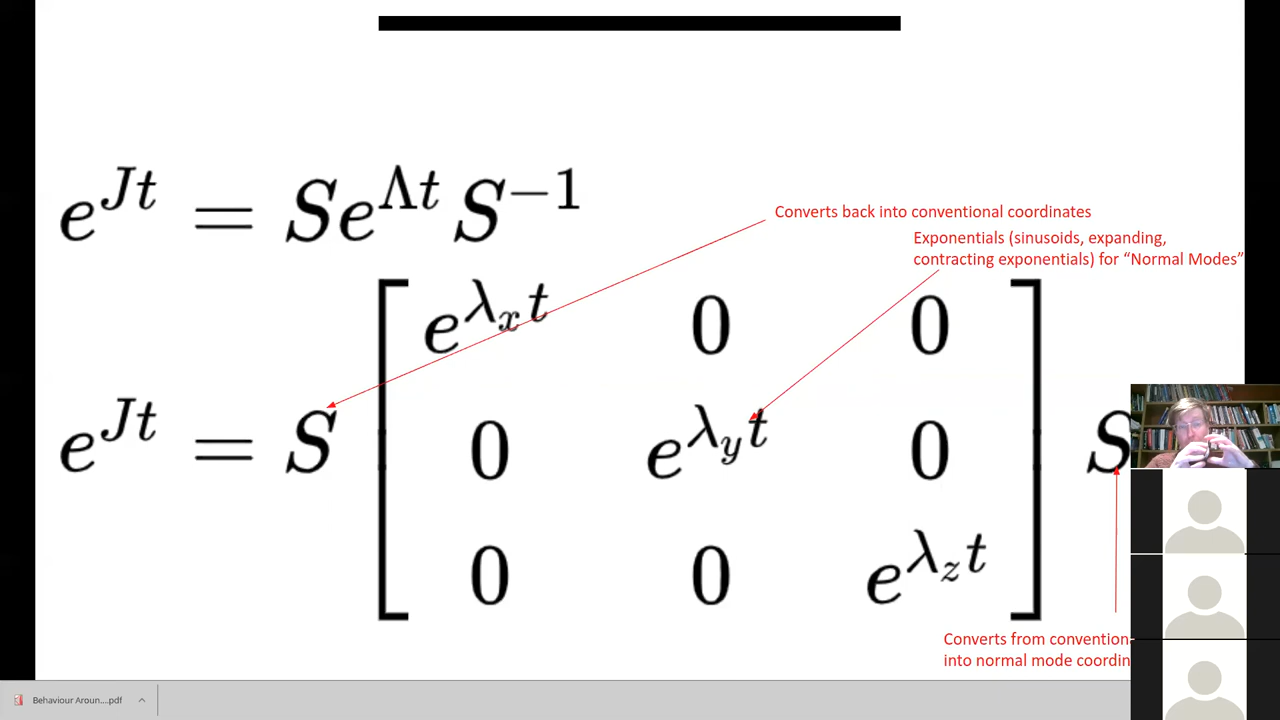 e^{Jt} = Se^{Λt}S^{-1}
Converts back into conventional coordinates
Exponentials (sinusoids, expanding,
contracting exponentials) for “Normal Modes”
e^{λ_x t} 0 0
e^{Jt} = S 0 e^{λ_y t} 0 S
0 0 e^{λ_z t}
Converts from
into normal mode
Behaviour Aroun....pdf